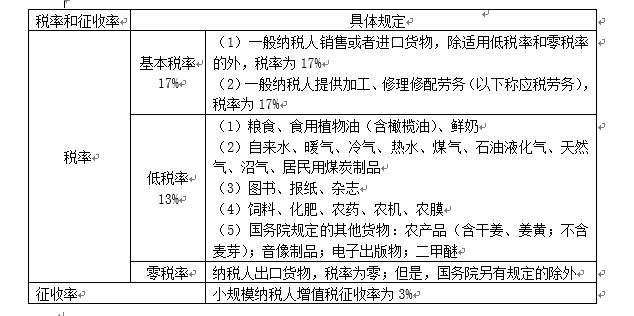 税率和征收率 具体规定
税率
基本税率
17%
（1）一般纳税人销售或者进口货物，除适用低税率和零税率
的外，税率为17%
（2）一般纳税人提供加工、修理修配劳务（以下称应税劳务），
税率为17%
低税率
13%
（1）粮食、食用植物油（含橄榄油）、鲜奶
（2）自来水、暖气、冷气、热水、煤气、石油液化气、天然
气、沼气、居民用煤炭制品
（3）图书、报纸、杂志
（4）饲料、化肥、农药、农机、农膜
（5）国务院规定的其他货物：农产品（含干姜、姜黄；不含
麦芽）；音像制品；电子出版物；二甲醚
零税率 纳税人出口货物，税率为零；但是，国务院另有规定的除外
征收率 小规模纳税人增值税征收率为3%